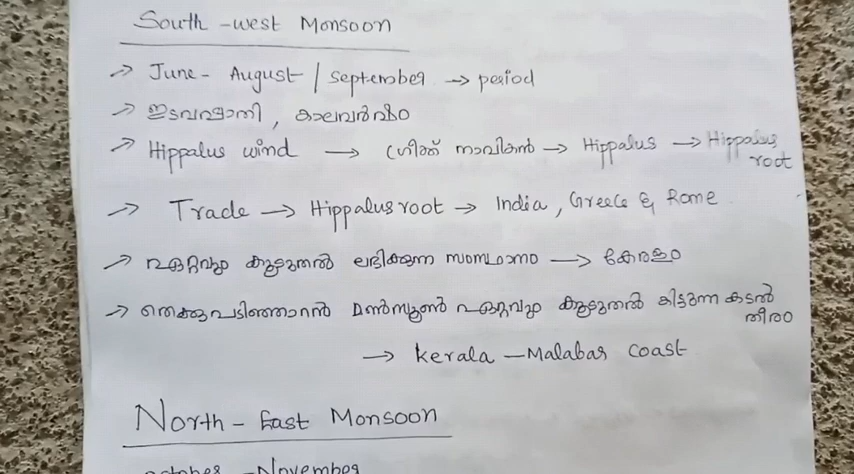 South-west Monsoon
→ June - August / September → period
→ ഇടവപ്പാതി, കാലവർഷം
→ Hippalus wind → ഗ്രീക്ക് നാവികൻ → Hippalus → Hippalus
root
→ Trade → Hippalus root → India, Greece & Rome
→ ഏറ്റവും കൂടുതൽ ലഭിക്കുന്ന സംസ്ഥാനം → കേരളം
→ തെക്കുപടിഞ്ഞാറൻ മൺസൂൺ ഏറ്റവും കൂടുതൽ കിട്ടുന്ന കടൽ
തീരം
→ Kerala - Malabar Coast
North - East Monsoon
october - November